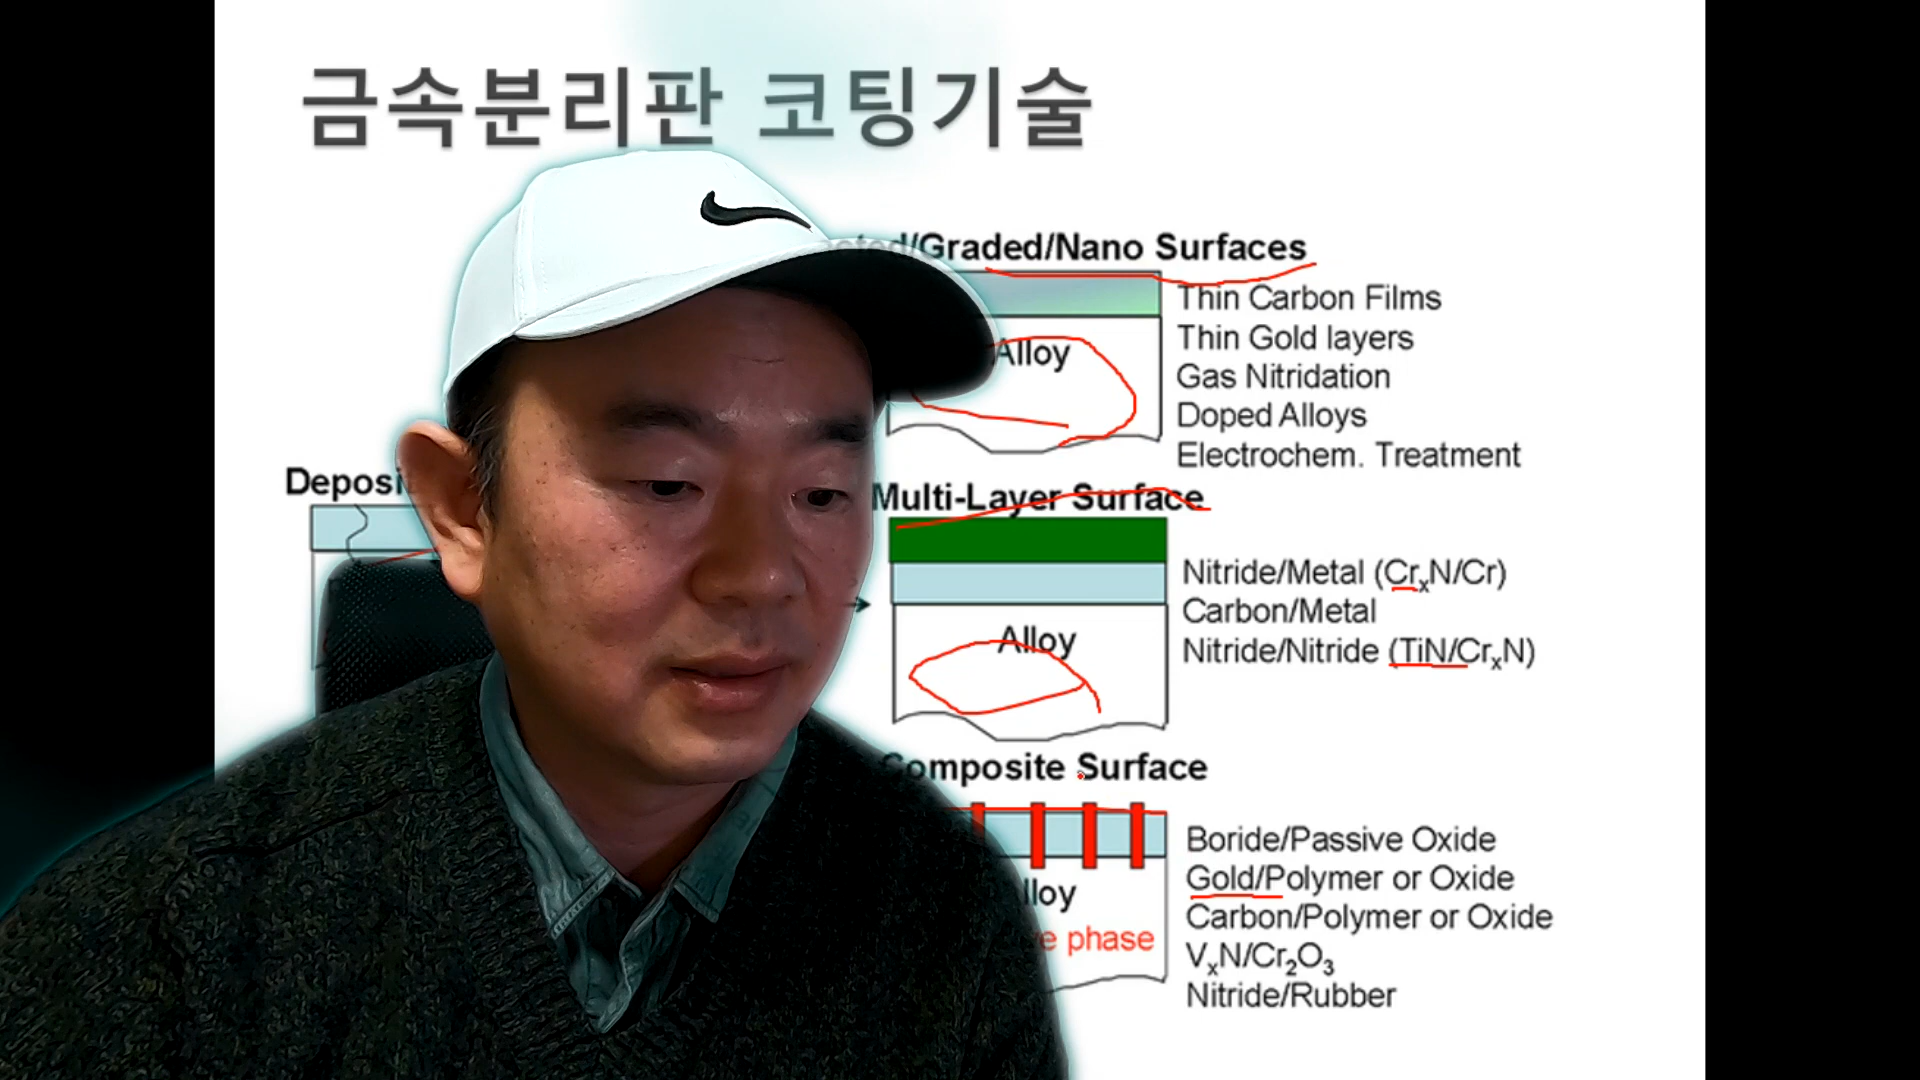 금속분리판 코팅기술
/Graded/Nano Surfaces
Alloy
Thin Carbon Films
Thin Gold layers
Gas Nitridation
Doped Alloys
Electrochem. Treatment
Multi-Layer Surface
Alloy
Nitride/Metal (CrₓN/Cr)
Carbon/Metal
Nitride/Nitride (TiN/CrₓN)
Composite Surface
phase
Boride/Passive Oxide
Gold/Polymer or Oxide
Carbon/Polymer or Oxide
VₓN/Cr₂O₃
Nitride/Rubber